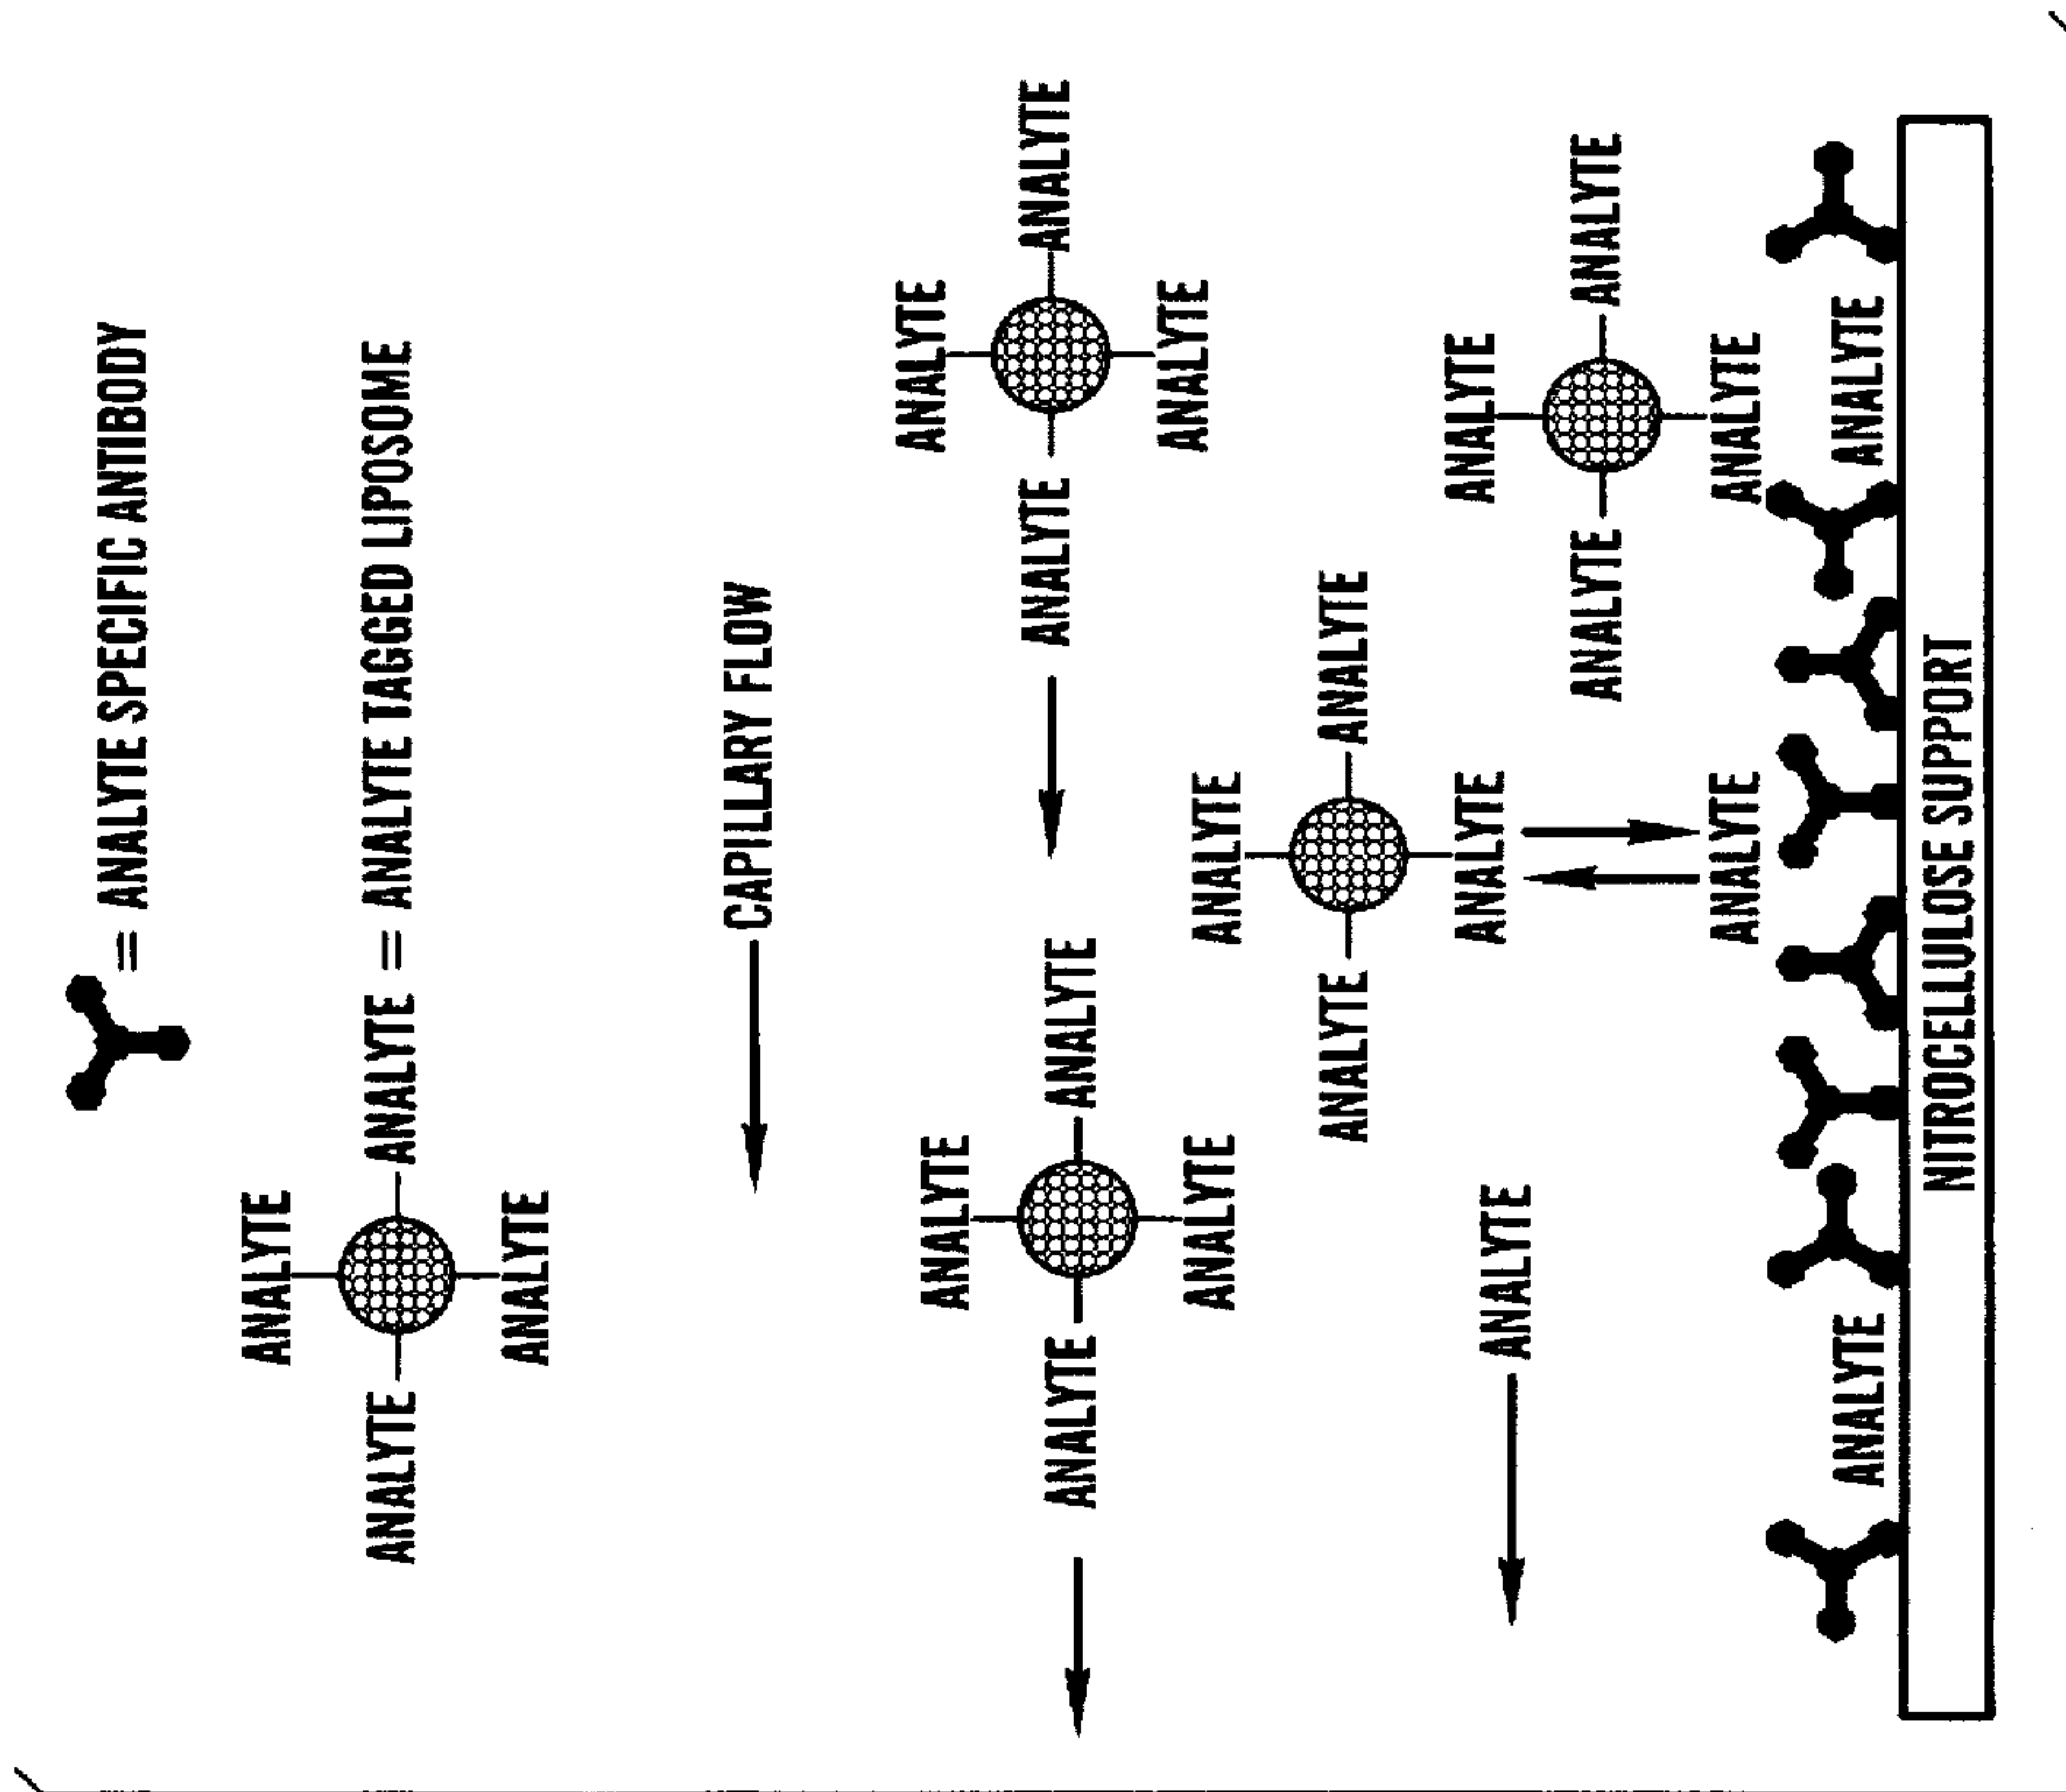 = ANALYTE SPECIFIC ANTIBODY
ANALYTE
ANALYTE ANALYTE = ANALYTE TAGGED LIPOSOME
ANALYTE
CAPILLARY FLOW
ANALYTE ANALYTE
ANALYTE ANALYTE ANALYTE ANALYTE
ANALYTE ANALYTE ANALYTE
ANALYTE ANALYTE
ANALYTE ANALYTE ANALYTE
ANALYTE ANALYTE
ANALYTE ANALYTE
ANALYTE ANALYTE
NITROCELLULOSE SUPPORT